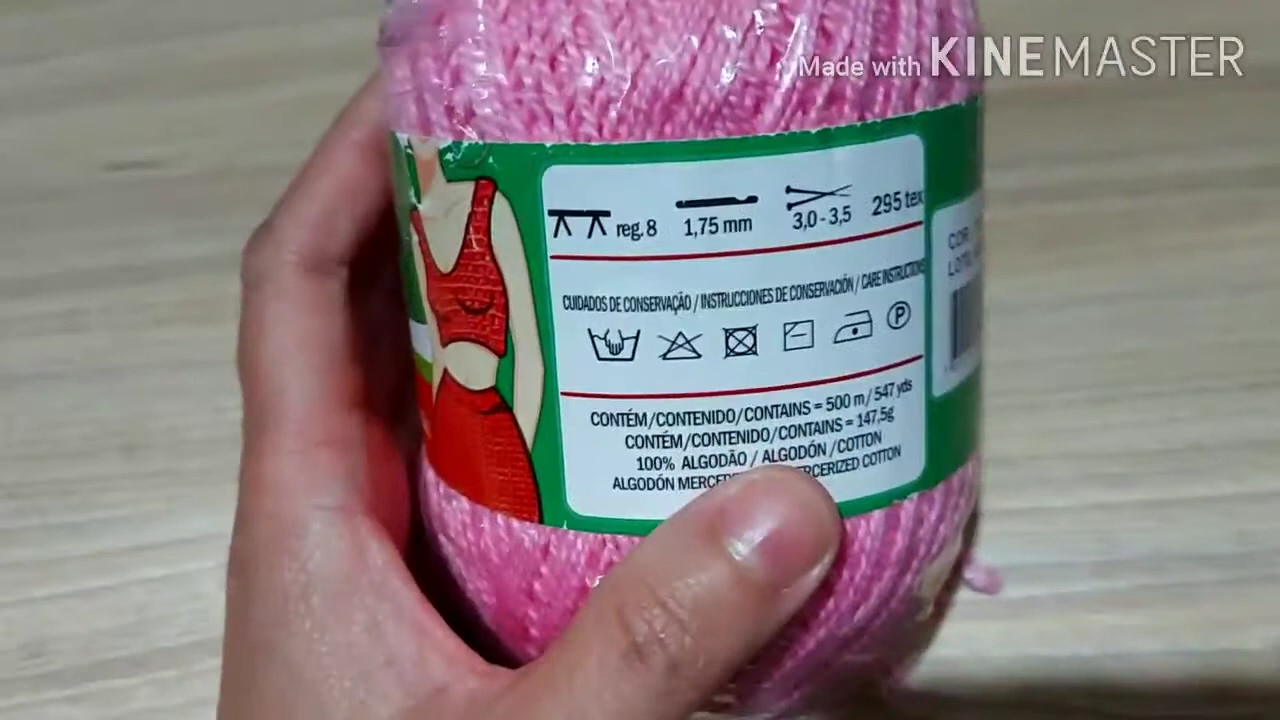 Made with KINEMASTER
reg. 8 1,75 mm 3,0 - 3,5 295 tex
CUIDADOS DE CONSERVAÇÃO / INSTRUCCIONES DE CONSERVACIÓN / CARE INSTRUCTIONS
P
CONTÉM/CONTENIDO/CONTAINS = 500 m / 547 yds
CONTÉM/CONTENIDO/CONTAINS = 147,5g
100% ALGODÃO / ALGODÓN / COTTON
ALGODÓN COTTON
COR